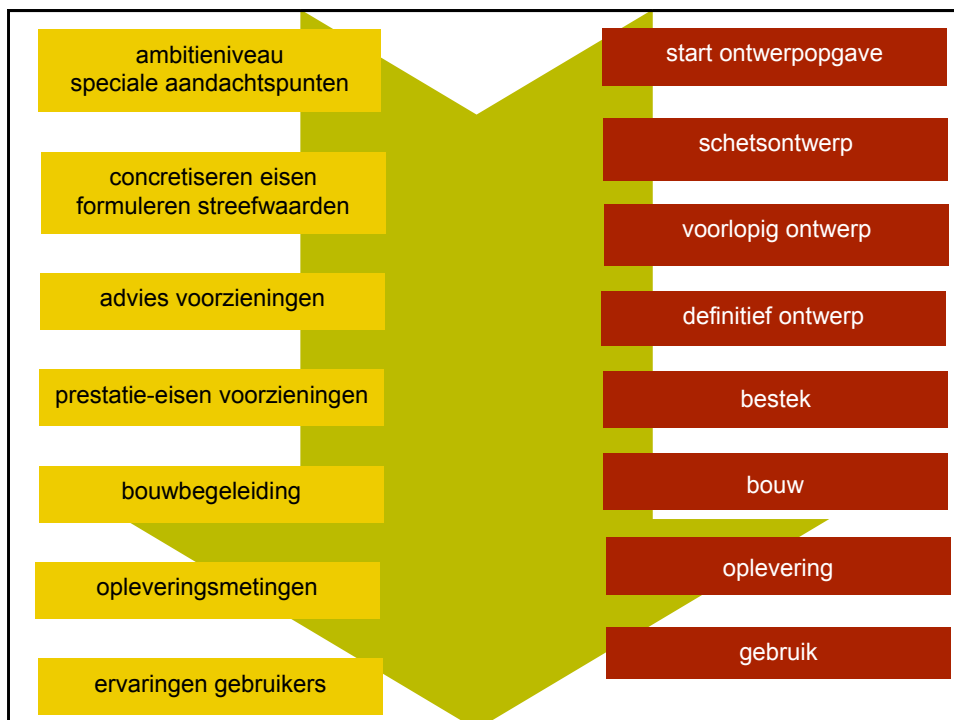 ambitieniveau
speciale aandachtspunten
concretiseren eisen
formuleren streefwaarden
advies voorzieningen
prestatie-eisen voorzieningen
bouwbegeleiding
opleveringsmetingen
ervaringen gebruikers
start ontwerpopgave
schetsontwerp
voorlopig ontwerp
definitief ontwerp
bestek
bouw
oplevering
gebruik